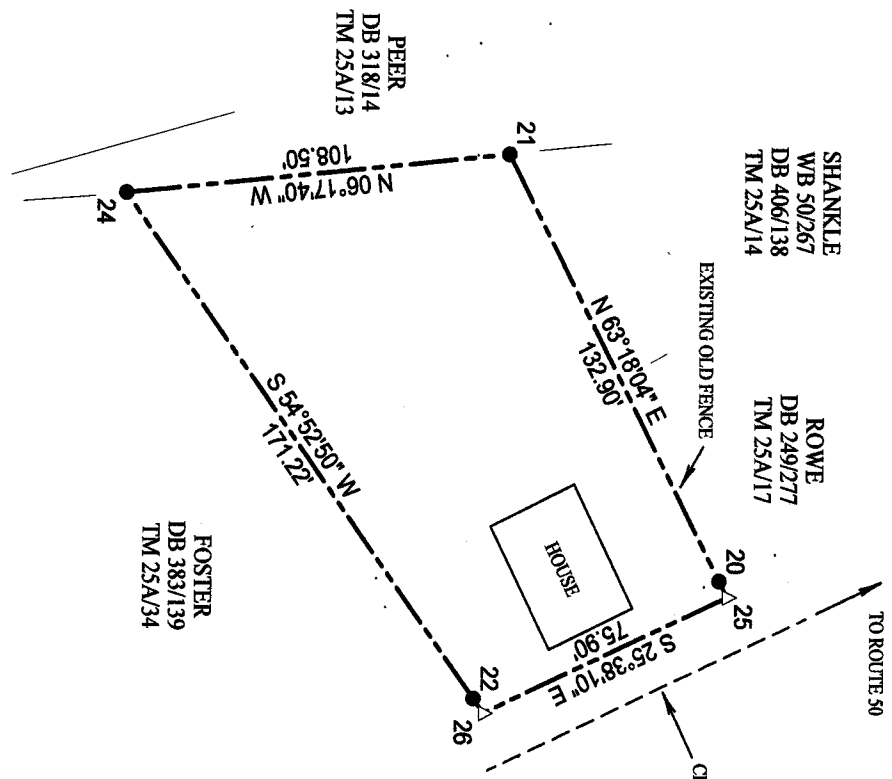 PEER
DB 318/14
TM 25A/13
SHANKLE
WB 50/267
DB 406/138
TM 25A/14
21
N 06°17'40" W
108.50'
24
EXISTING OLD FENCE
N 63°18'04" E
132.90'
ROWE
DB 249/277
TM 25A/17
20
25
TO ROUTE 50
S 54°52'50" W
171.22'
HOUSE
S 25°38'10" E
75.90'
22
26
FOSTER
DB 383/139
TM 25A/34